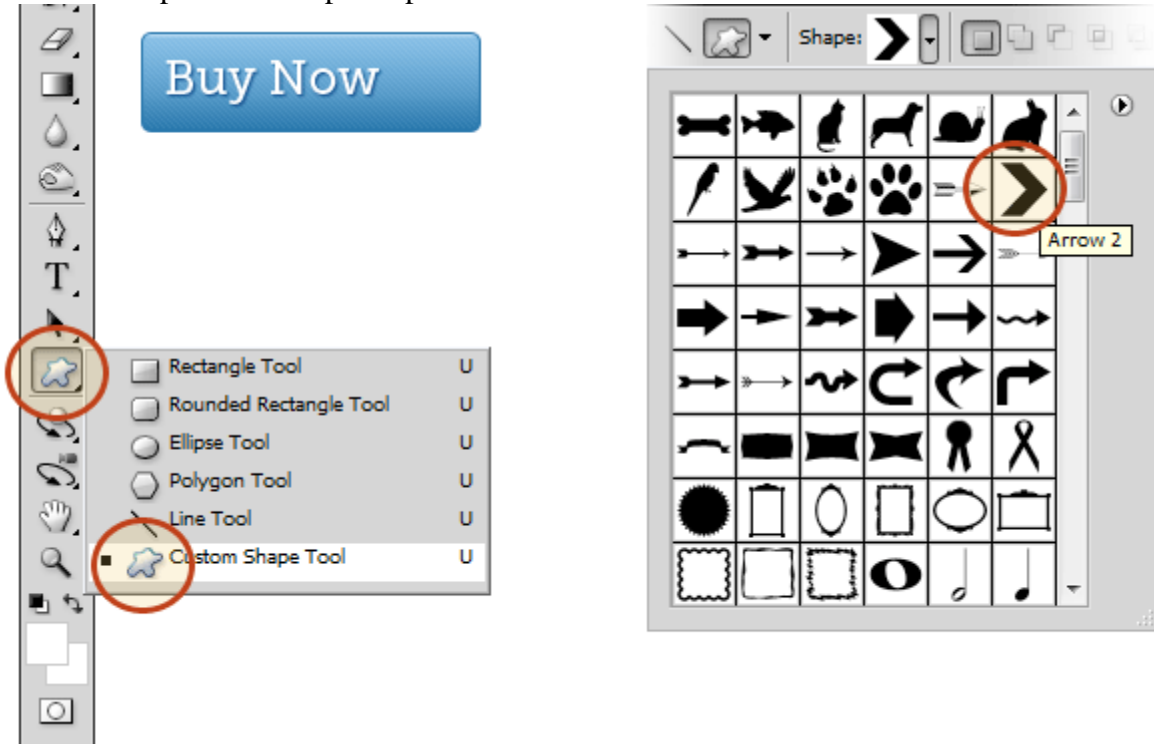 Buy Now
Shape:
Arrow 2
T
Rectangle Tool U
Rounded Rectangle Tool U
Ellipse Tool U
Polygon Tool U
Line Tool U
Custom Shape Tool U